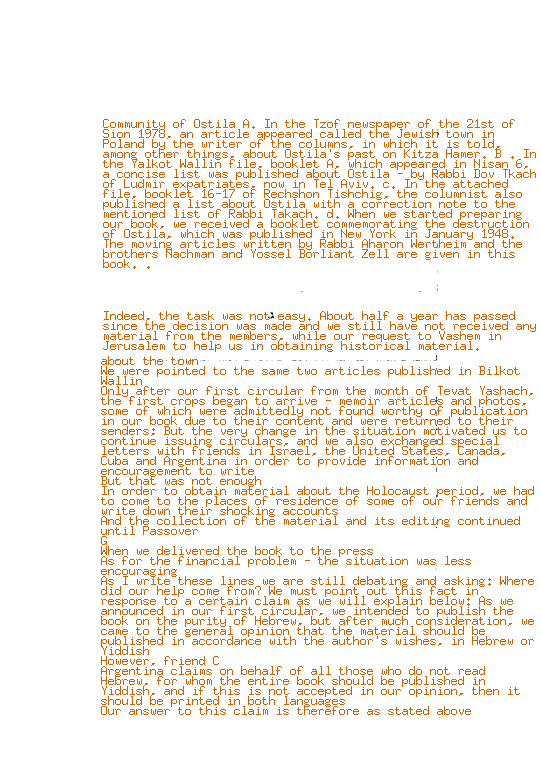 Community of Ostila A. In the Tzof newspaper of the 21st of
Sion 1978, an article appeared called the Jewish town in
Poland by the writer of the columns, in which it is told,
among other things, about Ostila's past on Kitza Hamer. B . In
the Yalkot Wallin file, booklet A, which appeared in Nisan 6,
a concise list was published about Ostila - by Rabbi Dov Tkach
of Ludmir expatriates, now in Tel Aviv. c. In the attached
file, booklet 16-17 of Rechshon Tishchig, the columnist also
published a list about Ostila with a correction note to the
mentioned list of Rabbi Takach. d. When we started preparing
our book, we received a booklet commemorating the destruction
of Ostila, which was published in New York in January 1948.
The moving articles written by Rabbi Aharon Wertheim and the
brothers Nachman and Yossel Borliant Zell are given in this
book. .
Indeed, the task was not easy. About half a year has passed
since the decision was made and we still have not received any
material from the members, while our request to Vashem in
Jerusalem to help us in obtaining historical material.
about the town
We were pointed to the same two articles published in Bilkot
Wallin
Only after our first circular from the month of Tevat Yashach,
the first crops began to arrive - memoir articles and photos,
some of which were admittedly not found worthy of publication
in our book due to their content and were returned to their
senders; But the very change in the situation motivated us to
continue issuing circulars, and we also exchanged special
letters with friends in Israel, the United States, Canada,
Cuba and Argentina in order to provide information and
encouragement to write
But that was not enough
In order to obtain material about the Holocaust period, we had
to come to the places of residence of some of our friends and
write down their shocking accounts
And the collection of the material and its editing continued
until Passover
G
When we delivered the book to the press
As for the financial problem - the situation was less
encouraging
As I write these lines we are still debating and asking: Where
did our help come from? We must point out this fact in
response to a certain claim as we will explain below: As we
announced in our first circular, we intended to publish the
book on the purity of Hebrew, but after much consideration, we
came to the general opinion that the material should be
published in accordance with the author's wishes, in Hebrew or
Yiddish
However, friend C
Argentina claims on behalf of all those who do not read
Hebrew, for whom the entire book should be published in
Yiddish, and if this is not accepted in our opinion, then it
should be printed in both languages
Our answer to this claim is therefore as stated above